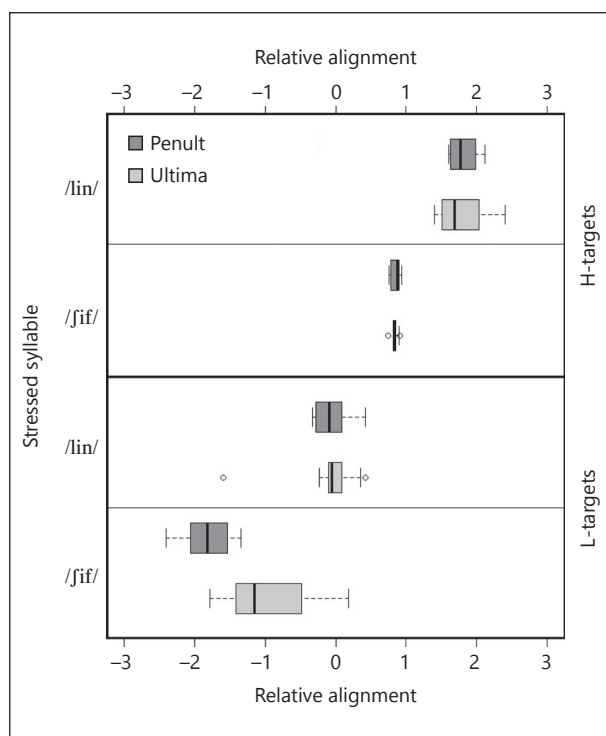 Relative alignment
–3 –2 –1 0 1 2 3
Penult
Ultima
/lin/
/ʃif/
H-targets
Stressed syllable
/lin/
/ʃif/
L-targets
–3 –2 –1 0 1 2 3
Relative alignment